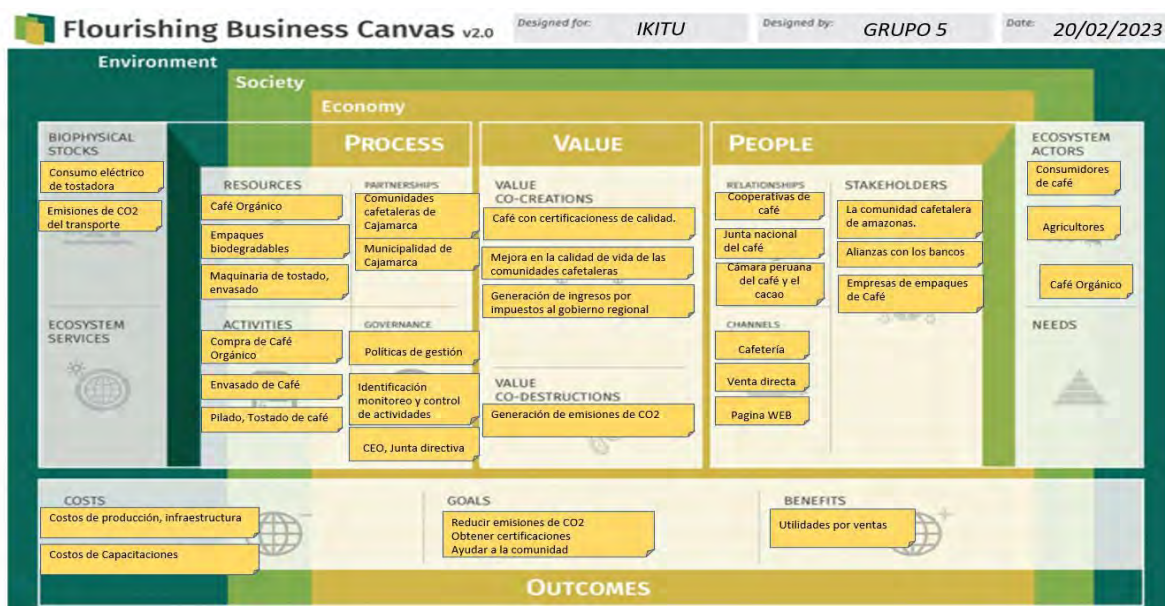 Flourishing Business Canvas v2.0
Designed for:
IKITU
Designed by:
GRUPO 5
Date:
20/02/2023
Environment
Society
Economy
BIOPHYSICAL
STOCKS
Consumo eléctrico
de tostadora
Emisiones de CO2
del transporte
ECOSYSTEM
SERVICES
PROCESS
RESOURCES
Café Orgánico
Empaques
biodegradables
Maquinaria de tostado,
envasado
PARTNERSHIPS
Comunidades
cafetaleras de
Cajamarca
Municipalidad de
Cajamarca
ACTIVITIES
Compra de Café
Orgánico
Envasado de Café
Pilado, Tostado de café
GOVERNANCE
Políticas de gestión
Identificación
monitoreo y control
de actividades
CEO, Junta directiva
VALUE
VALUE
CO-CREATIONS
Café con certificacioness de calidad.
Mejora en la calidad de vida de las
comunidades cafetaleras
Generación de ingresos por
impuestos al gobierno regional
VALUE
CO-DESTRUCTIONS
Generación de emisiones de CO2
PEOPLE
RELATIONSHIPS
Cooperativas de
café
Junta nacional
del café
Cámara peruana
del café y el
cacao
CHANNELS
Cafetería
Venta directa
Pagina WEB
STAKEHOLDERS
La comunidad cafetalera
de amazonas.
Alianzas con los bancos
Empresas de empaques
de Café
ECOSYSTEM
ACTORS
Consumidores
de café
Agricultores
Café Orgánico
NEEDS
COSTS
Costos de producción, infraestructura
Costos de Capacitaciones
GOALS
Reducir emisiones de CO2
Obtener certificaciones
Ayudar a la comunidad
BENEFITS
Utilidades por ventas
OUTCOMES